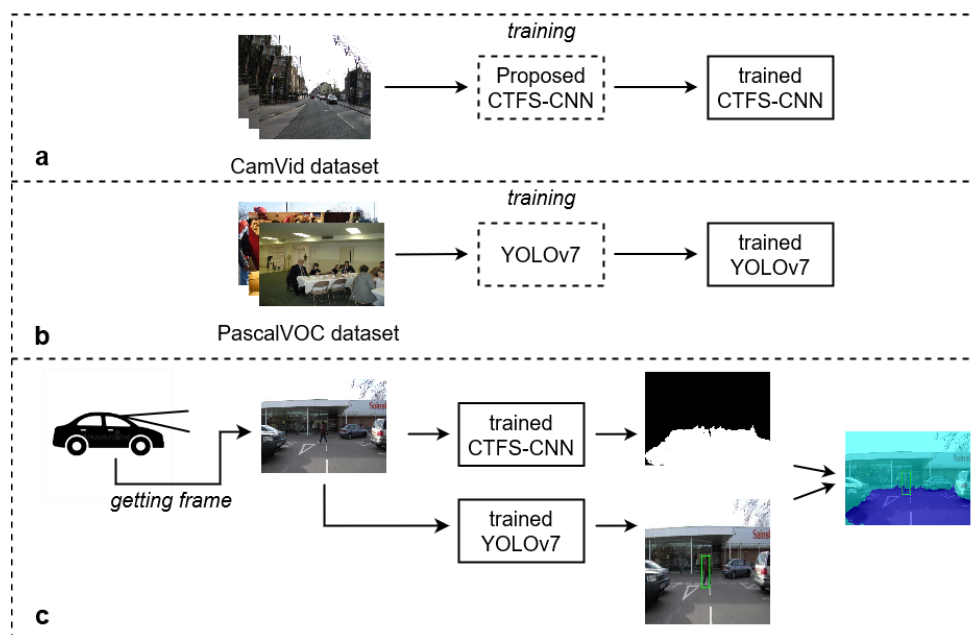 training
Proposed
CTFS-CNN
trained
CTFS-CNN
a
CamVid dataset
training
YOLOv7
trained
YOLOv7
b
PascalVOC dataset
getting frame
trained
CTFS-CNN
trained
YOLOv7
c